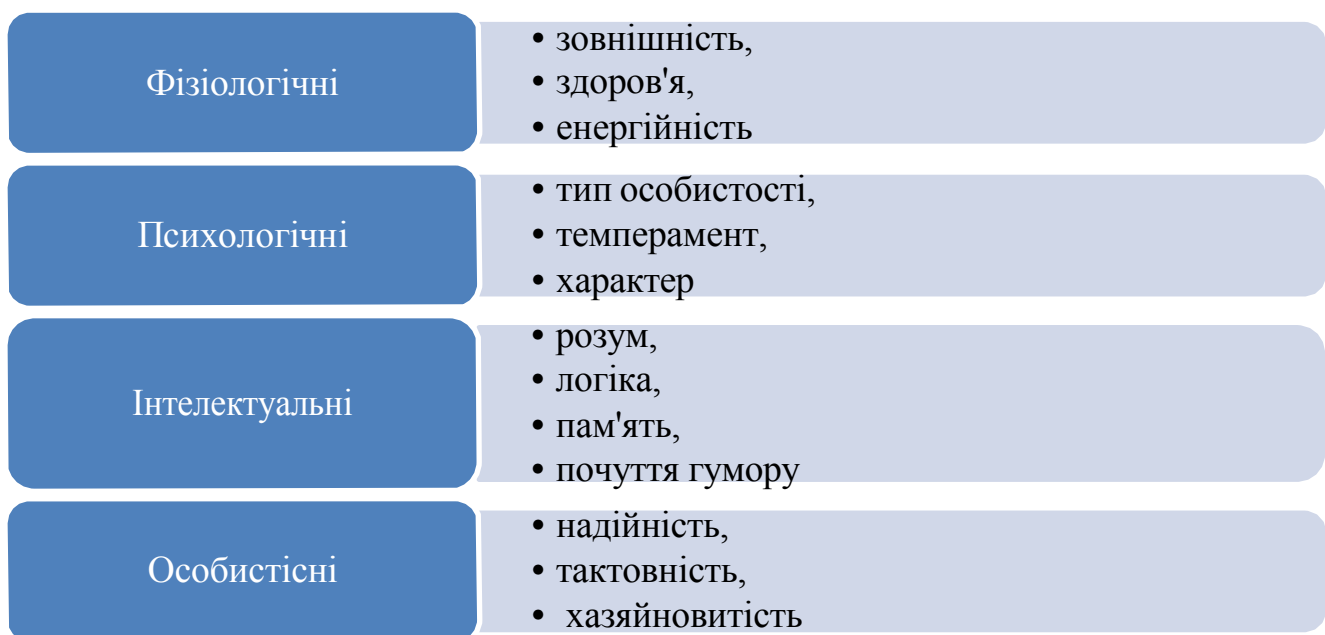 Фізіологічні
• зовнішність,
• здоров'я,
• енергійність
Психологічні
• тип особистості,
• темперамент,
• характер
Інтелектуальні
• розум,
• логіка,
• пам'ять,
• почуття гумору
Особистісні
• надійність,
• тактовність,
• хазяйновитість